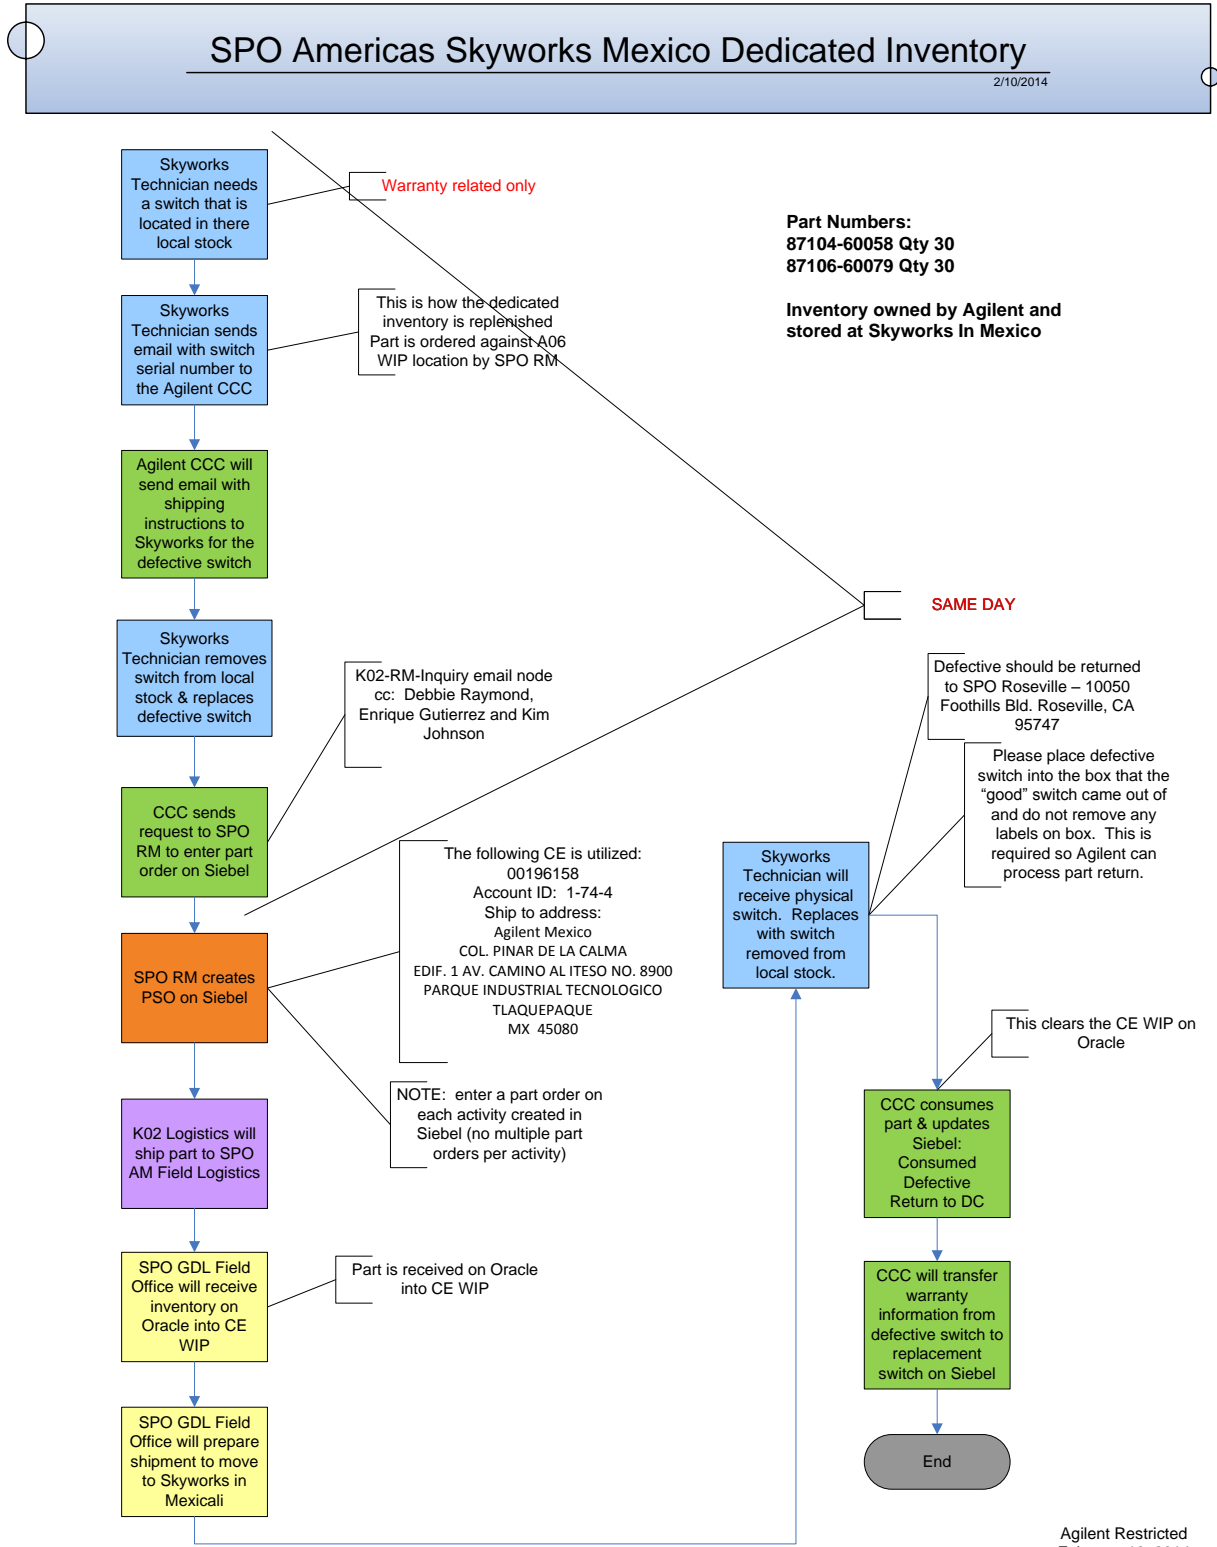 SPO Americas Skyworks Mexico Dedicated Inventory
2/10/2014
Skyworks
Technician needs
a switch that is
located in there
local stock
Warranty related only
Part Numbers:
87104-60058 Qty 30
87106-60079 Qty 30
Inventory owned by Agilent and
stored at Skyworks In Mexico
Skyworks
Technician sends
email with switch
serial number to
the Agilent CCC
This is how the dedicated
inventory is replenished
Part is ordered against A06
WIP location by SPO RM
Agilent CCC will
send email with
shipping
instructions to
Skyworks for the
defective switch
SAME DAY
Skyworks
Technician removes
switch from local
stock & replaces
defective switch
K02-RM-Inquiry email node
cc:  Debbie Raymond,
Enrique Gutierrez and Kim
Johnson
CCC sends
request to SPO
RM to enter part
order on Siebel
SPO RM creates
PSO on Siebel
The following CE is utilized:
00196158
Account ID:  1-74-4
Ship to address:
Agilent Mexico
COL. PINAR DE LA CALMA
EDIF. 1 AV. CAMINO AL ITESO NO. 8900
PARQUE INDUSTRIAL TECNOLOGICO
TLAQUEPAQUE
MX  45080
NOTE:  enter a part order on
each activity created in
Siebel (no multiple part
orders per activity)
K02 Logistics will
ship part to SPO
AM Field Logistics
SPO GDL Field
Office will receive
inventory on
Oracle into CE
WIP
Part is received on Oracle
into CE WIP
SPO GDL Field
Office will prepare
shipment to move
to Skyworks in
Mexicali
Skyworks
Technician will
receive physical
switch.  Replaces
with switch
removed from
local stock.
Defective should be returned
to SPO Roseville – 10050
Foothills Bld. Roseville, CA
95747
Please place defective
switch into the box that the
“good” switch came out of
and do not remove any
labels on box.  This is
required so Agilent can
process part return.
This clears the CE WIP on
Oracle
CCC consumes
part & updates
Siebel:
Consumed
Defective
Return to DC
CCC will transfer
warranty
information from
defective switch to
replacement
switch on Siebel
End
Agilent Restricted